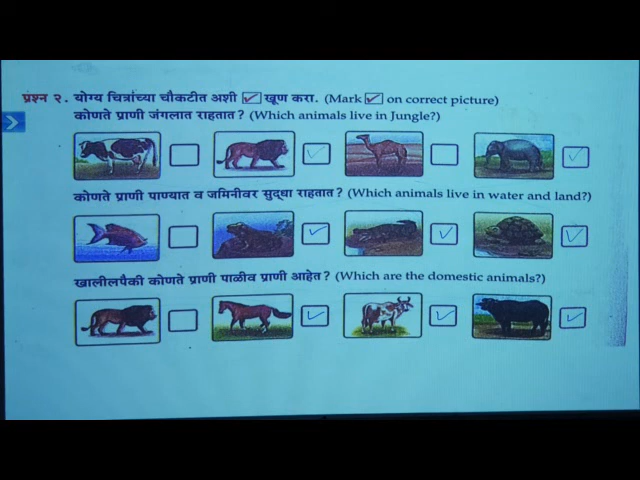 प्रश्न २. योग्य चित्रांच्या चौकटीत अशी ✓ खूण करा. (Mark ✓ on correct picture)
कोणते प्राणी जंगलात राहतात? (Which animals live in Jungle?)
कोणते प्राणी पाण्यात व जमिनीवर सुद्धा राहतात? (Which animals live in water and land?)
खालीलपैकी कोणते प्राणी पाळीव प्राणी आहेत? (Which are the domestic animals?)